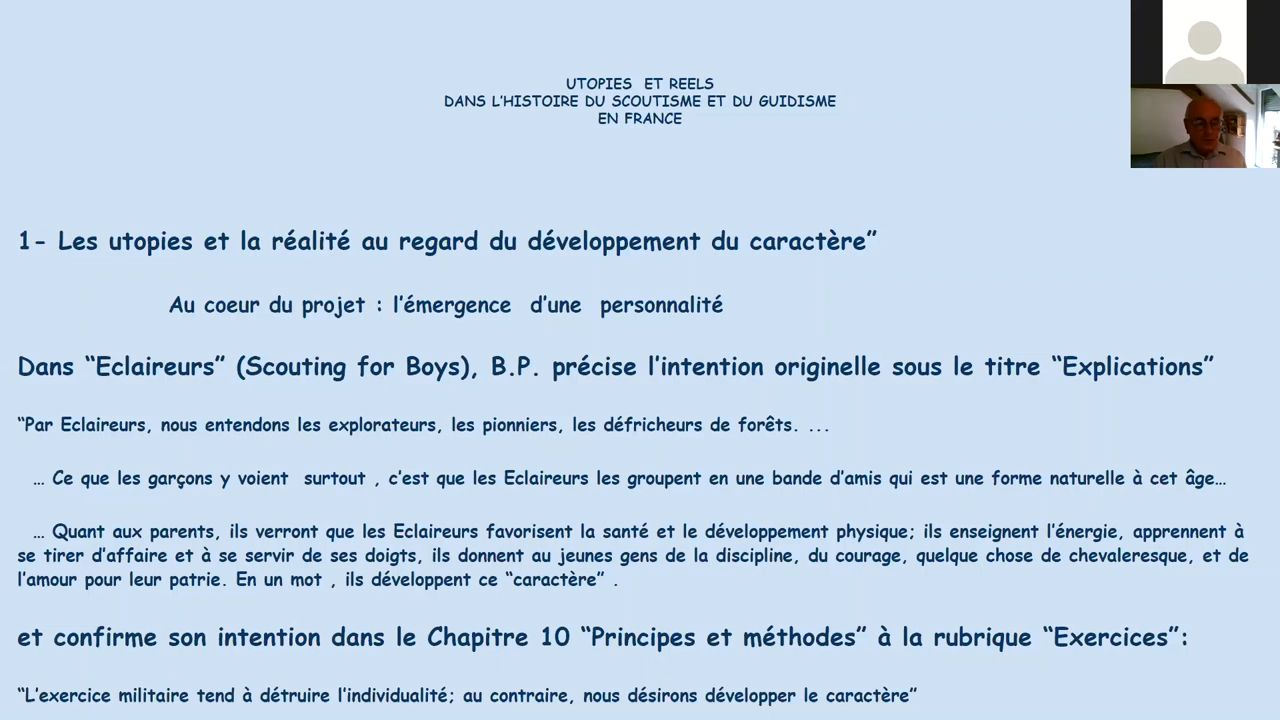 UTOPIES ET REELS
DANS L'HISTOIRE DU SCOUTISME ET DU GUIDISME
EN FRANCE
1- Les utopies et la réalité au regard du développement du caractère”
Au coeur du projet : l'émergence d'une personnalité
Dans “Eclaireurs” (Scouting for Boys), B.P. précise l'intention originelle sous le titre “Explications”
“Par Eclaireurs, nous entendons les explorateurs, les pionniers, les défricheurs de forêts. ...
… Ce que les garçons y voient surtout , c'est que les Eclaireurs les groupent en une bande d'amis qui est une forme naturelle à cet âge…
… Quant aux parents, ils verront que les Eclaireurs favorisent la santé et le développement physique; ils enseignent l'énergie, apprennent à
se tirer d'affaire et à se servir de ses doigts, ils donnent au jeunes gens de la discipline, du courage, quelque chose de chevaleresque, et de
l'amour pour leur patrie. En un mot , ils développent ce “caractère” .
et confirme son intention dans le Chapitre 10 “Principes et méthodes” à la rubrique “Exercices”:
“L'exercice militaire tend à détruire l'individualité; au contraire, nous désirons développer le caractère”